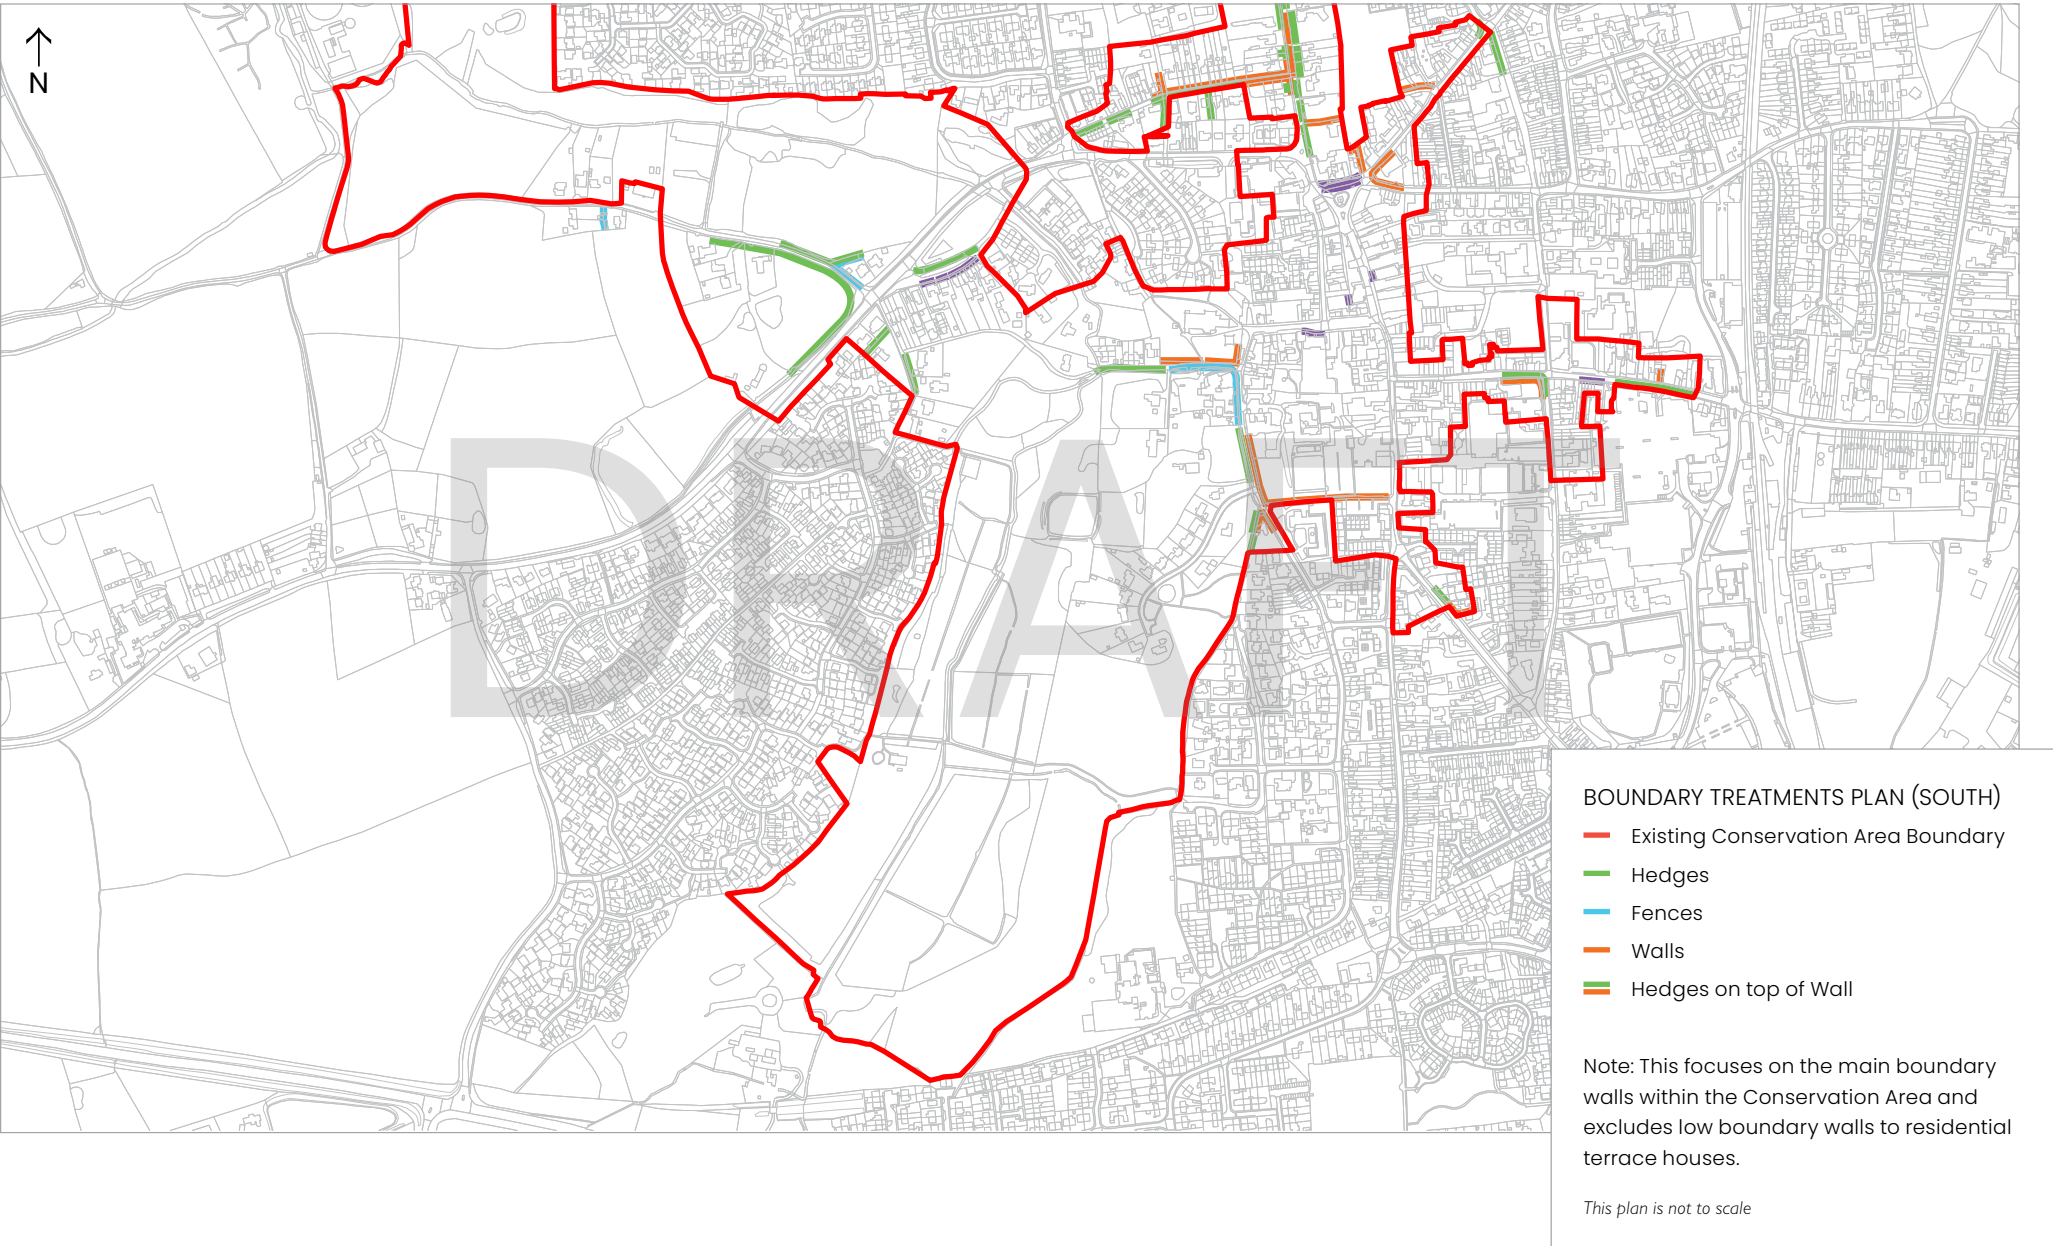 N
DRAFT
BOUNDARY TREATMENTS PLAN (SOUTH)
Existing Conservation Area Boundary
Hedges
Fences
Walls
Hedges on top of Wall
Note: This focuses on the main boundary
walls within the Conservation Area and
excludes low boundary walls to residential
terrace houses.
This plan is not to scale